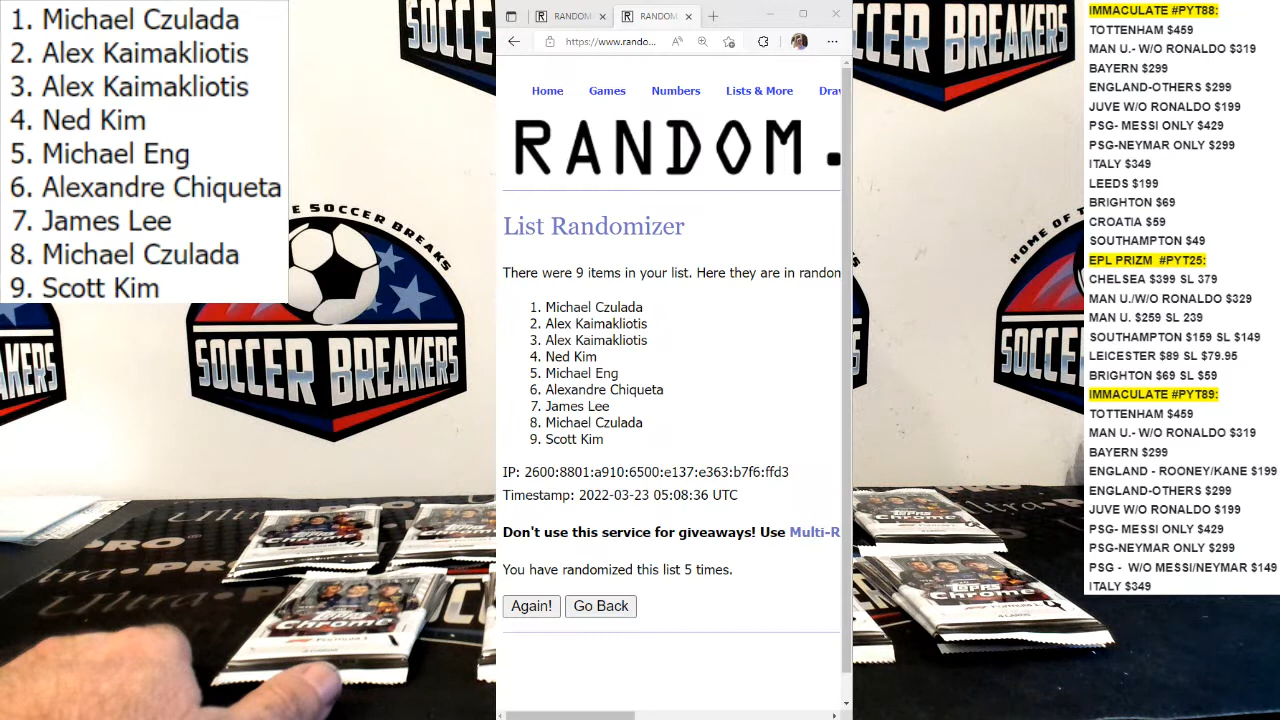 1. Michael Czulada
2. Alex Kaimakliotis
3. Alex Kaimakliotis
4. Ned Kim
5. Michael Eng
6. Alexandre Chiqueta
7. James Lee
8. Michael Czulada
9. Scott Kim
SOCCER BREAKERS
Chrome
RANDOM
RANDOM
https://www.rando...
Home
Games
Numbers
Lists & More
Dra
RANDOM.
List Randomizer
There were 9 items in your list. Here they are in random
1. Michael Czulada
2. Alex Kaimakliotis
3. Alex Kaimakliotis
4. Ned Kim
5. Michael Eng
6. Alexandre Chiqueta
7. James Lee
8. Michael Czulada
9. Scott Kim
IP: 2600:8801:a910:6500:e137:e363:b7f6:ffd3
Timestamp: 2022-03-23 05:08:36 UTC
Don't use this service for giveaways! Use Multi-R
You have randomized this list 5 times.
Again!
Go Back
HOME OF THE
Topps
Chrome
IMMACULATE #PYT88:
TOTTENHAM $459
MAN U.- W/O RONALDO $319
BAYERN $299
ENGLAND-OTHERS $299
JUVE W/O RONALDO $199
PSG- MESSI ONLY $429
PSG-NEYMAR ONLY $299
ITALY $349
LEEDS $199
BRIGHTON $69
CROATIA $59
SOUTHAMPTON $49
EPL PRIZM #PYT25:
CHELSEA $399 SL 379
MAN U./W/O RONALDO $329
MAN U. $259 SL 239
SOUTHAMPTON $159 SL $149
LEICESTER $89 SL $79.95
BRIGHTON $69 SL $59
IMMACULATE #PYT89:
TOTTENHAM $459
MAN U.- W/O RONALDO $319
BAYERN $299
ENGLAND - ROONEY/KANE $199
ENGLAND-OTHERS $299
JUVE W/O RONALDO $199
PSG- MESSI ONLY $429
PSG-NEYMAR ONLY $299
PSG - W/O MESSI/NEYMAR $149
ITALY $349